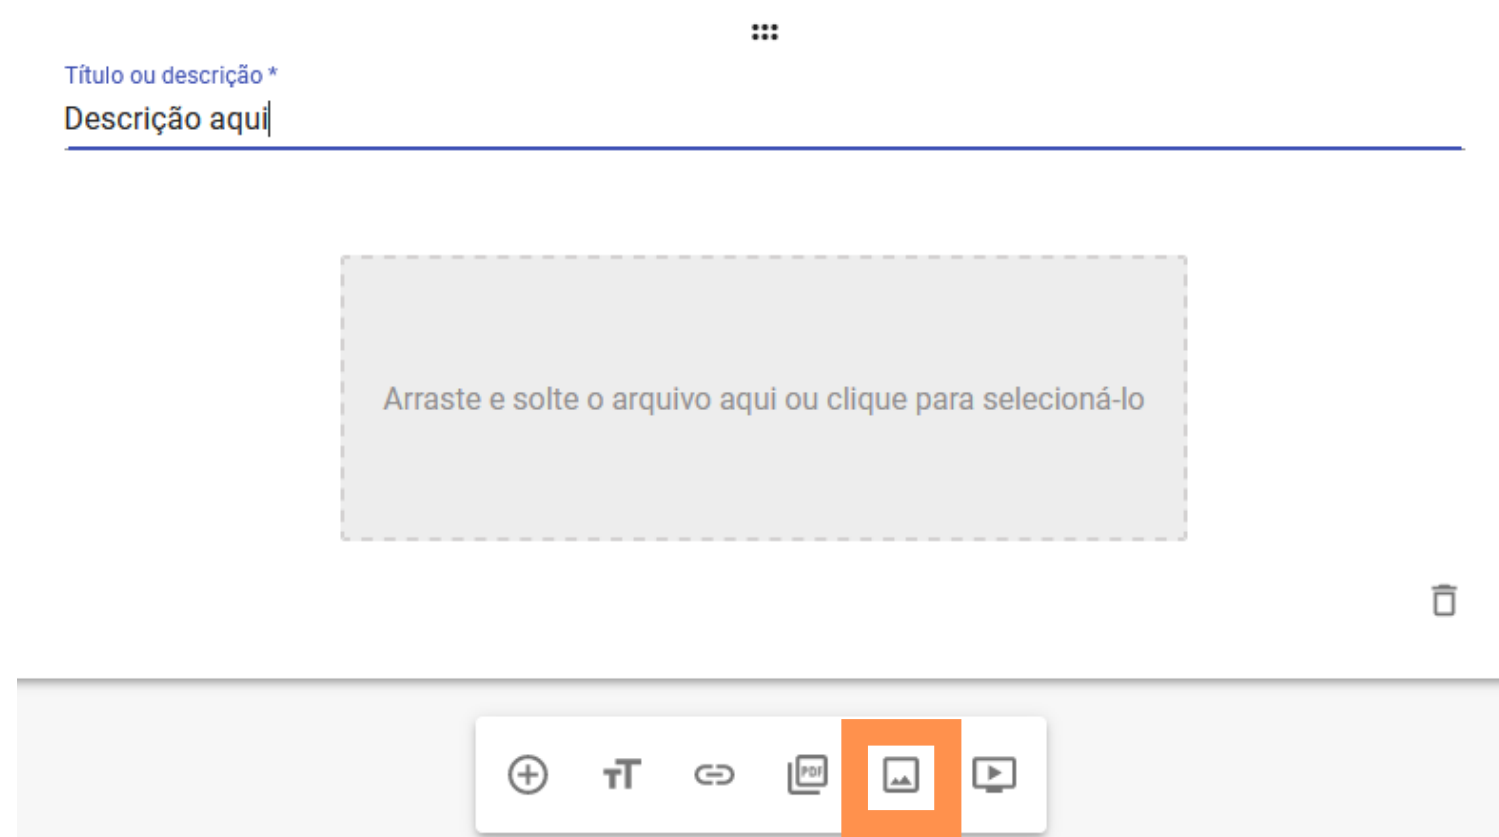 Título ou descrição *
Descrição aqui
Arraste e solte o arquivo aqui ou clique para selecioná-lo
PDF